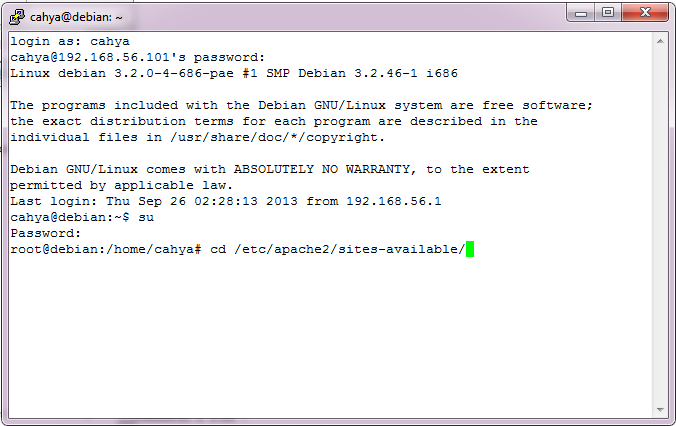 cahya@debian: ~
login as: cahya
cahya@192.168.56.101's password:
Linux debian 3.2.0-4-686-pae #1 SMP Debian 3.2.46-1 i686
The programs included with the Debian GNU/Linux system are free software;
the exact distribution terms for each program are described in the
individual files in /usr/share/doc/*/copyright.
Debian GNU/Linux comes with ABSOLUTELY NO WARRANTY, to the extent
permitted by applicable law.
Last login: Thu Sep 26 02:28:13 2013 from 192.168.56.1
cahya@debian:~$ su
Password:
root@debian:/home/cahya# cd /etc/apache2/sites-available/